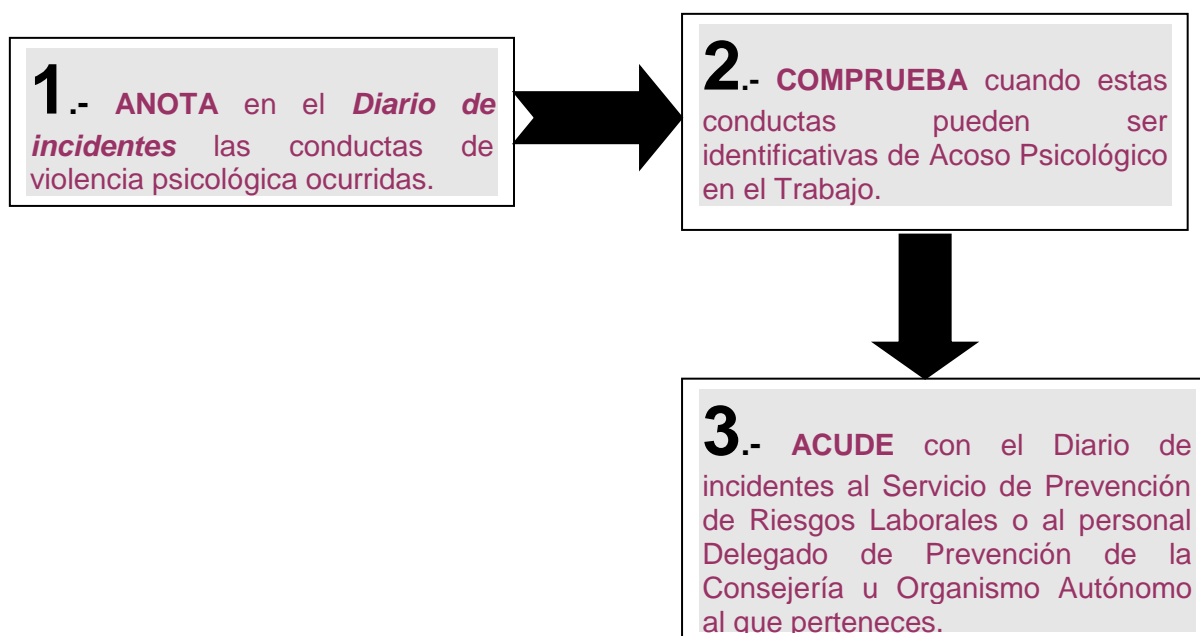 1.- ANOTA en el Diario de
incidentes las conductas de
violencia psicológica ocurridas.
2.- COMPRUEBA cuando estas
conductas pueden ser
identificativas de Acoso Psicológico
en el Trabajo.
3.- ACUDE con el Diario de
incidentes al Servicio de Prevención
de Riesgos Laborales o al personal
Delegado de Prevención de la
Consejería u Organismo Autónomo
al que perteneces.